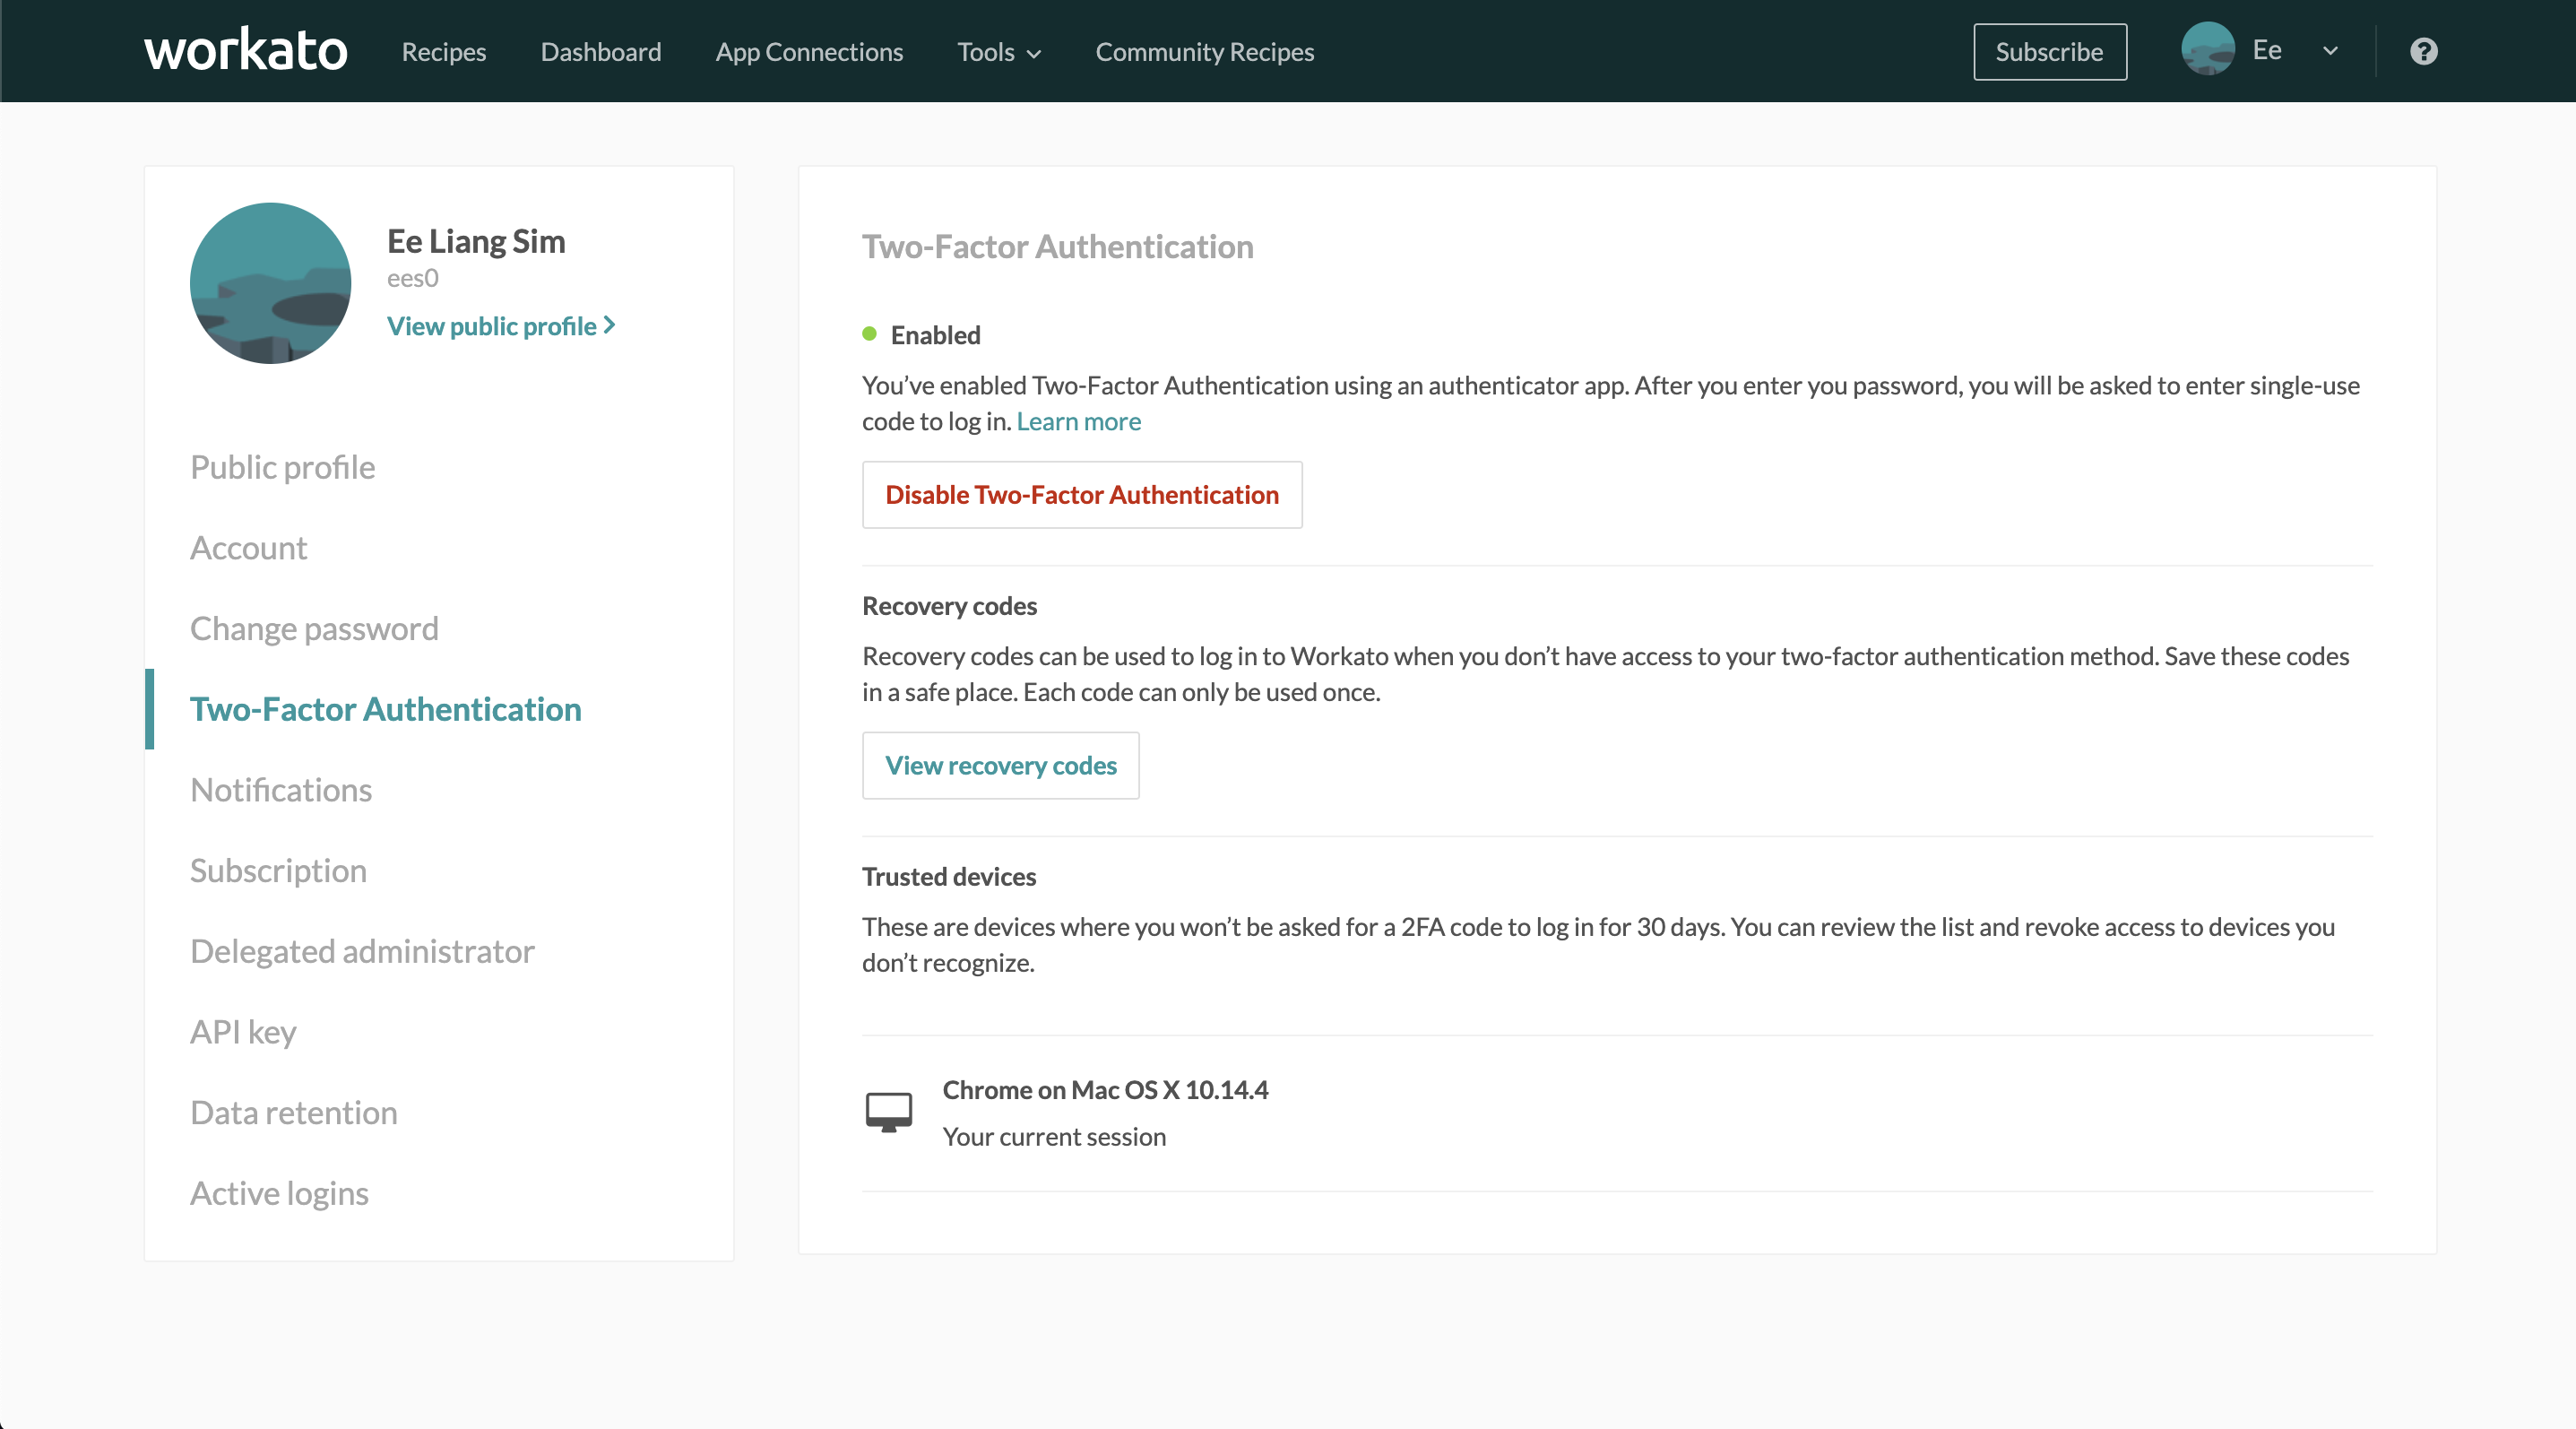 workato
Recipes
Dashboard
App Connections
Tools
Community Recipes
Subscribe
Ee
Ee Liang Sim
ees0
View public profile
Public profile
Account
Change password
Two-Factor Authentication
Notifications
Subscription
Delegated administrator
API key
Data retention
Active logins
Two-Factor Authentication
Enabled
You’ve enabled Two-Factor Authentication using an authenticator app. After you enter you password, you will be asked to enter single-use
code to log in. Learn more
Disable Two-Factor Authentication
Recovery codes
Recovery codes can be used to log in to Workato when you don’t have access to your two-factor authentication method. Save these codes
in a safe place. Each code can only be used once.
View recovery codes
Trusted devices
These are devices where you won’t be asked for a 2FA code to log in for 30 days. You can review the list and revoke access to devices you
don’t recognize.
Chrome on Mac OS X 10.14.4
Your current session